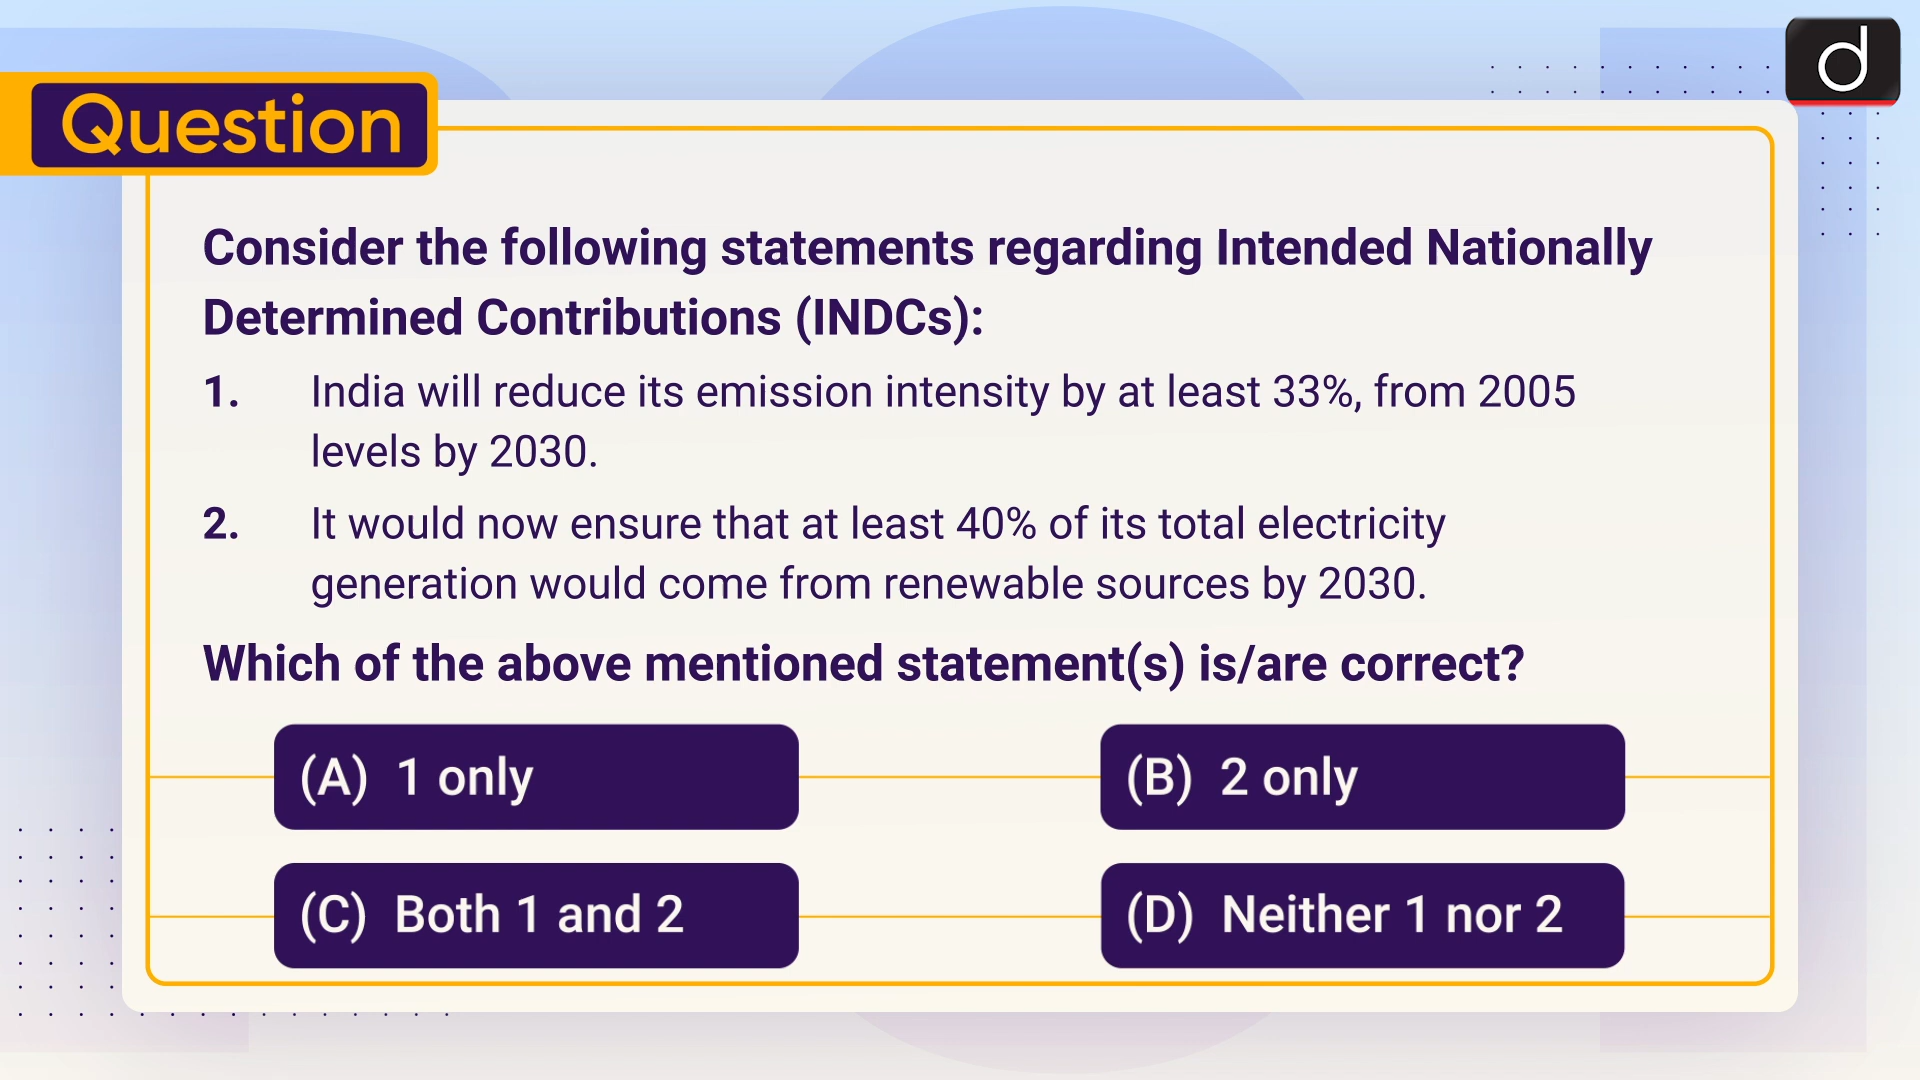 Question
Consider the following statements regarding Intended Nationally
Determined Contributions (INDCs):
1. India will reduce its emission intensity by at least 33%, from 2005
levels by 2030.
2. It would now ensure that at least 40% of its total electricity
generation would come from renewable sources by 2030.
Which of the above mentioned statement(s) is/are correct?
(A) 1 only
(B) 2 only
(C) Both 1 and 2
(D) Neither 1 nor 2
d